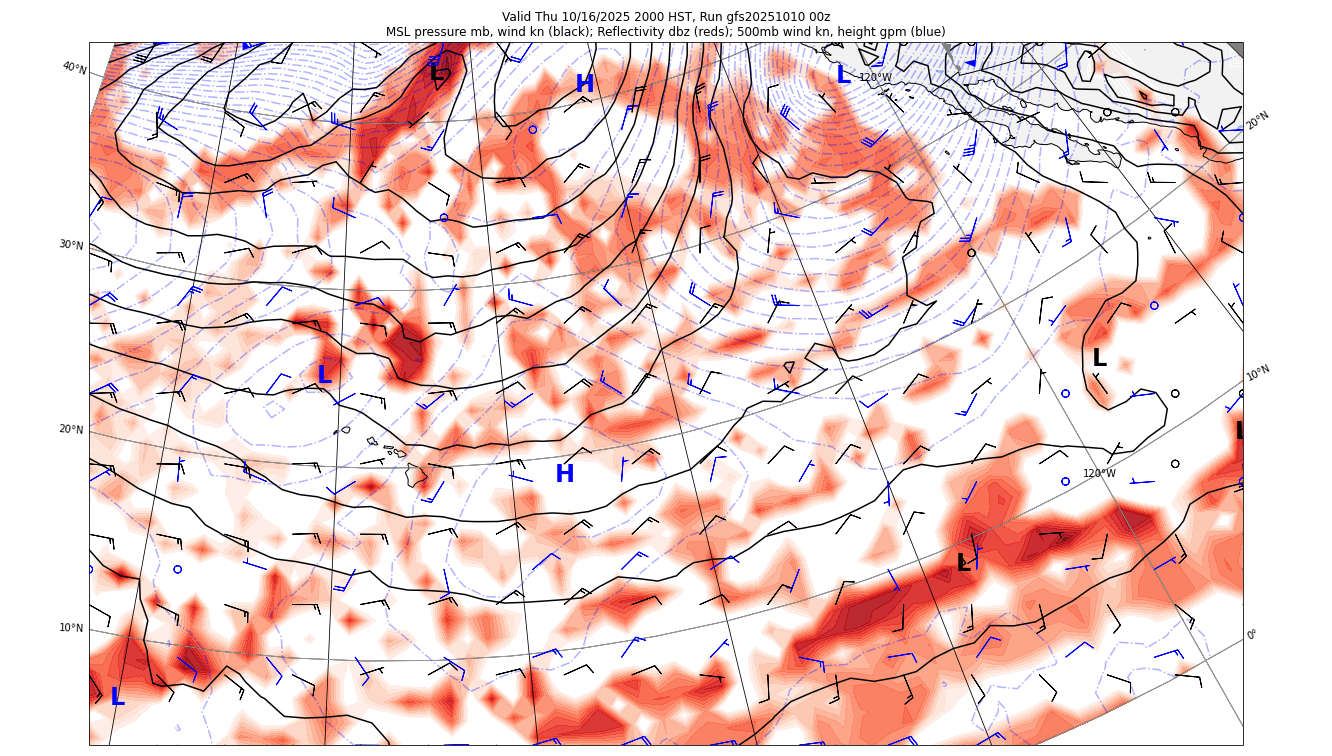 Valid Thu 10/16/2025 2000 HST, Run gfs20251010 00z
MSL pressure mb, wind kn (black); Reflectivity dbz (reds); 500mb wind kn, height gpm (blue)
40°N
L
H
L
120°W
20°N
30°N
L
10°N
L
20°N
L
H
120°W
L
10°N
0°
L